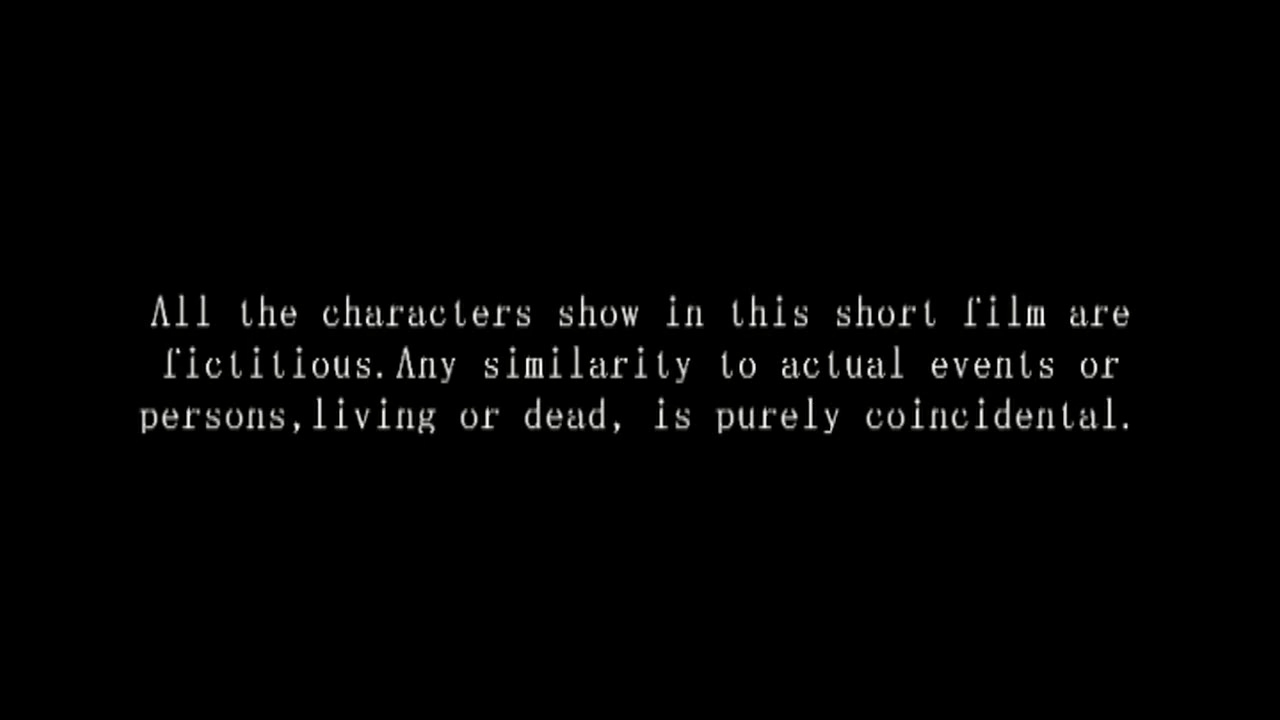 All the characters show in this short film are
fictitious.Any similarity to actual events or
persons,living or dead, is purely coincidental.